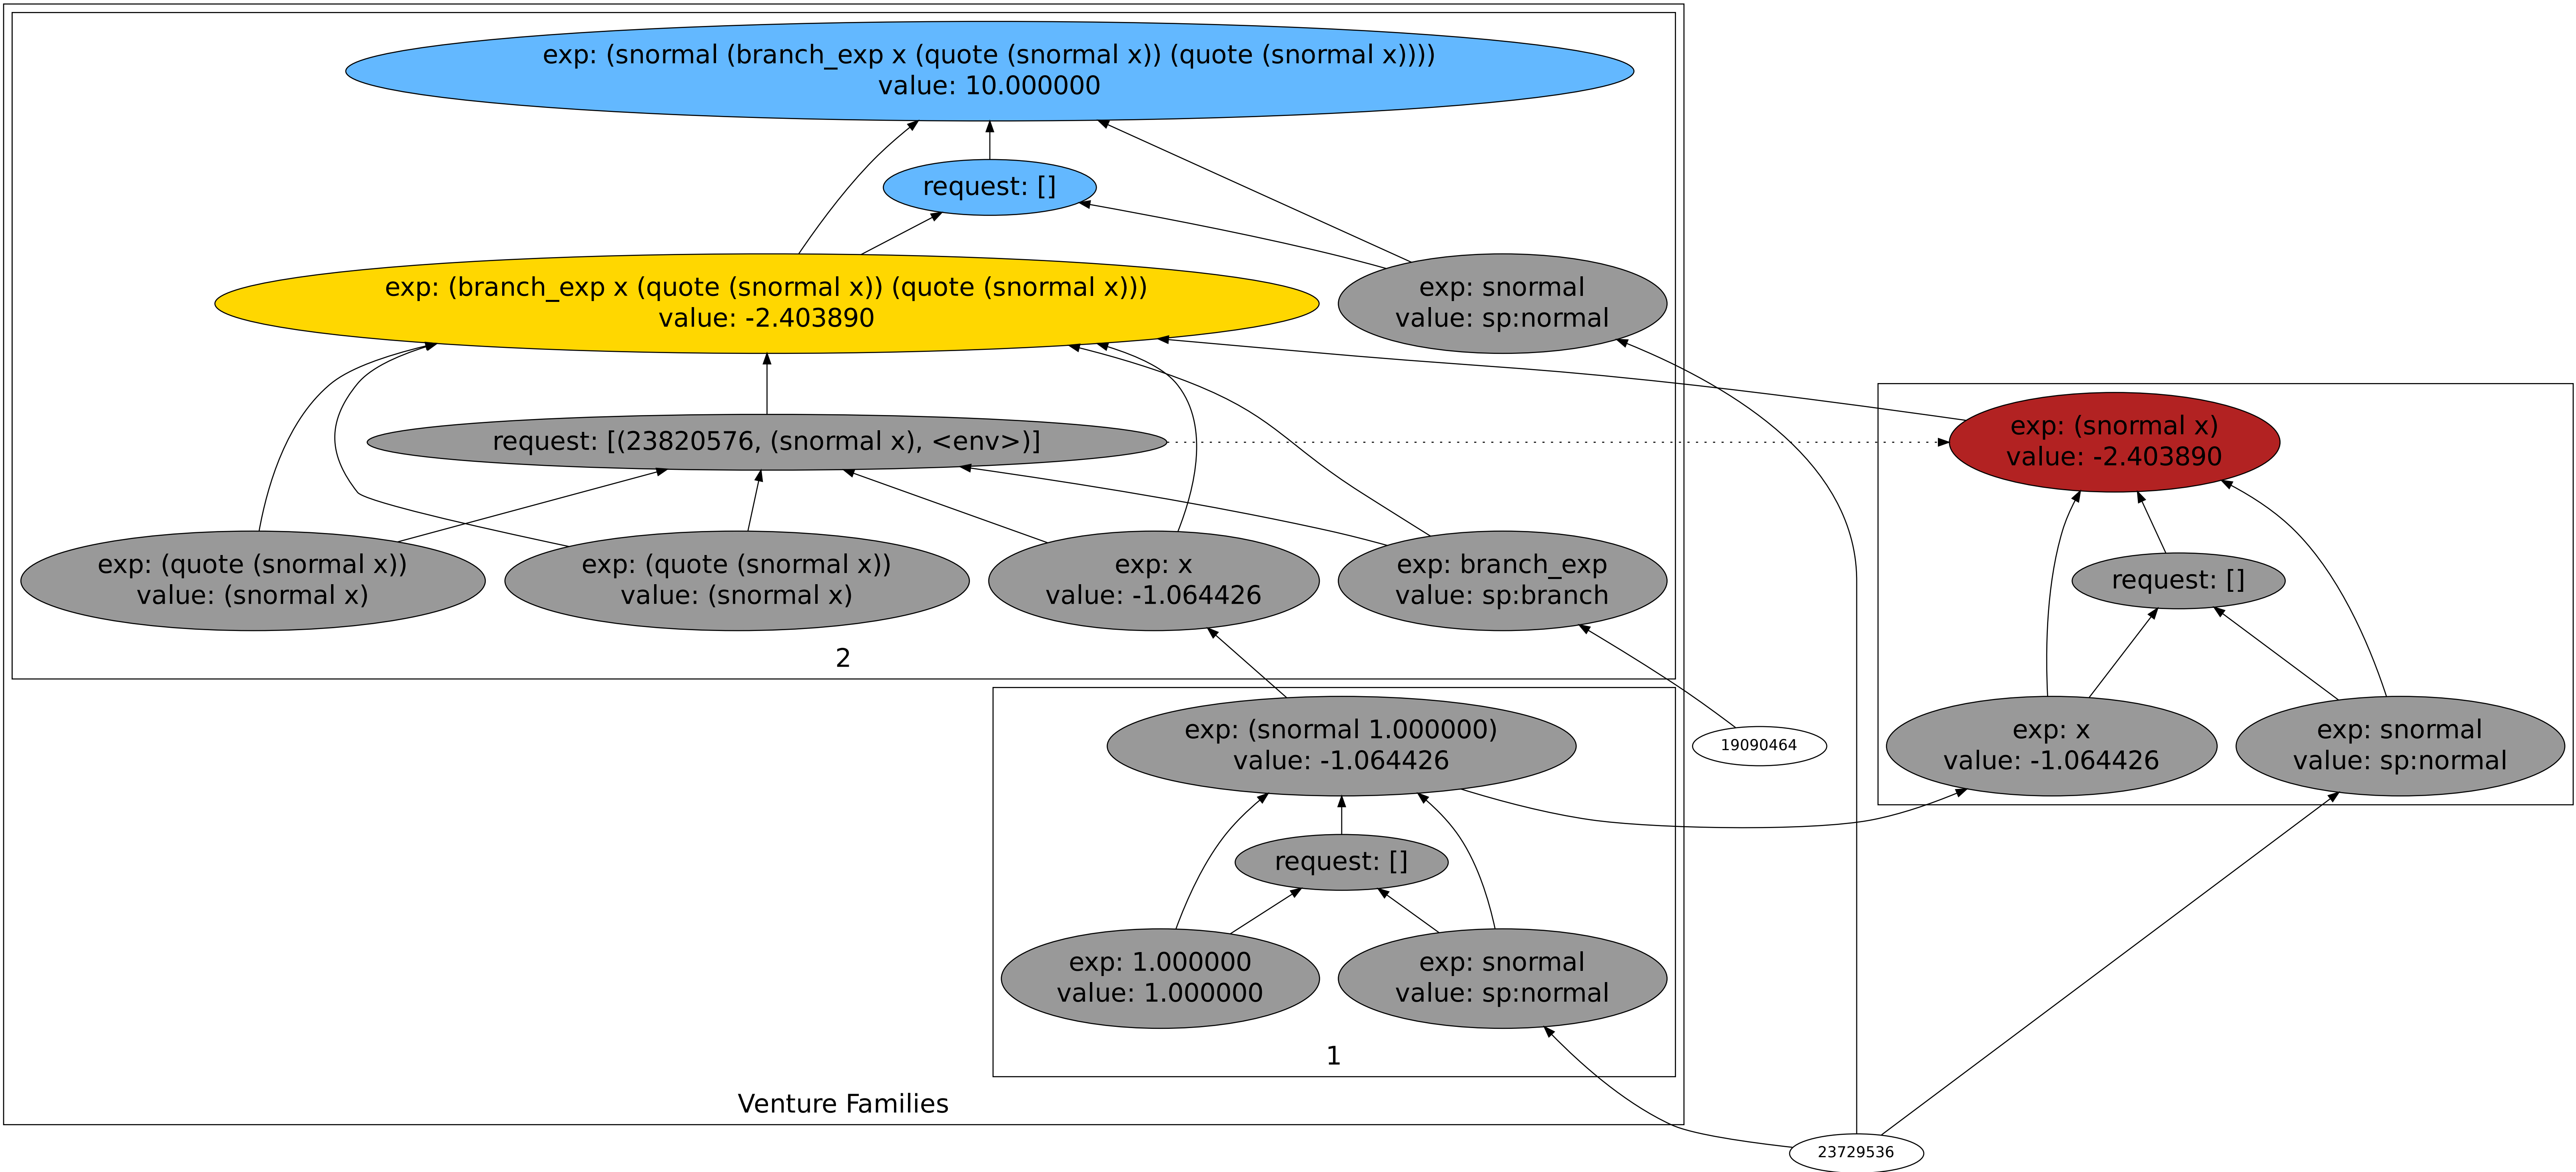 exp: (snormal (branch_exp x (quote (snormal x)) (quote (snormal x))))
value: 10.000000
request: []
exp: (branch_exp x (quote (snormal x)) (quote (snormal x)))
value: -2.403890
exp: snormal
value: sp:normal
request: [(23820576, (snormal x), <env>)]
exp: (snormal x)
value: -2.403890
exp: (quote (snormal x))
value: (snormal x)
exp: (quote (snormal x))
value: (snormal x)
exp: x
value: -1.064426
exp: branch_exp
value: sp:branch
request: []
2
exp: (snormal 1.000000)
value: -1.064426
19090464
exp: x
value: -1.064426
exp: snormal
value: sp:normal
request: []
exp: 1.000000
value: 1.000000
exp: snormal
value: sp:normal
1
Venture Families
23729536